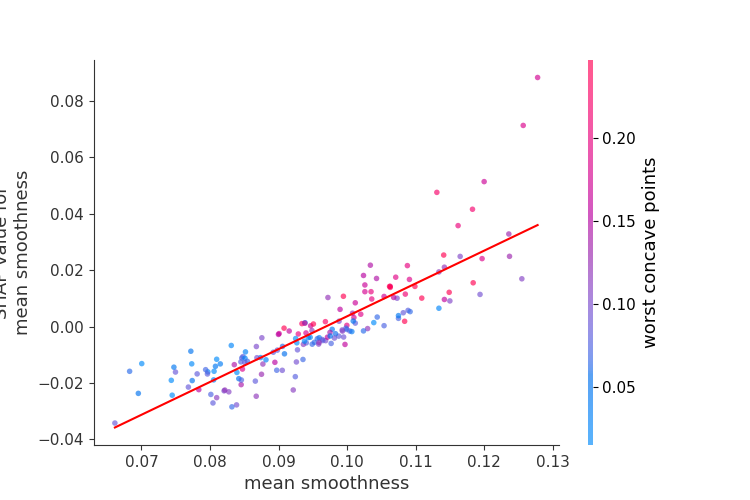 0.08
0.06
0.04
0.02
0.00
−0.02
−0.04
SHAP value for
mean smoothness
0.07 0.08 0.09 0.10 0.11 0.12 0.13
mean smoothness
0.20
0.15
0.10
0.05
worst concave points